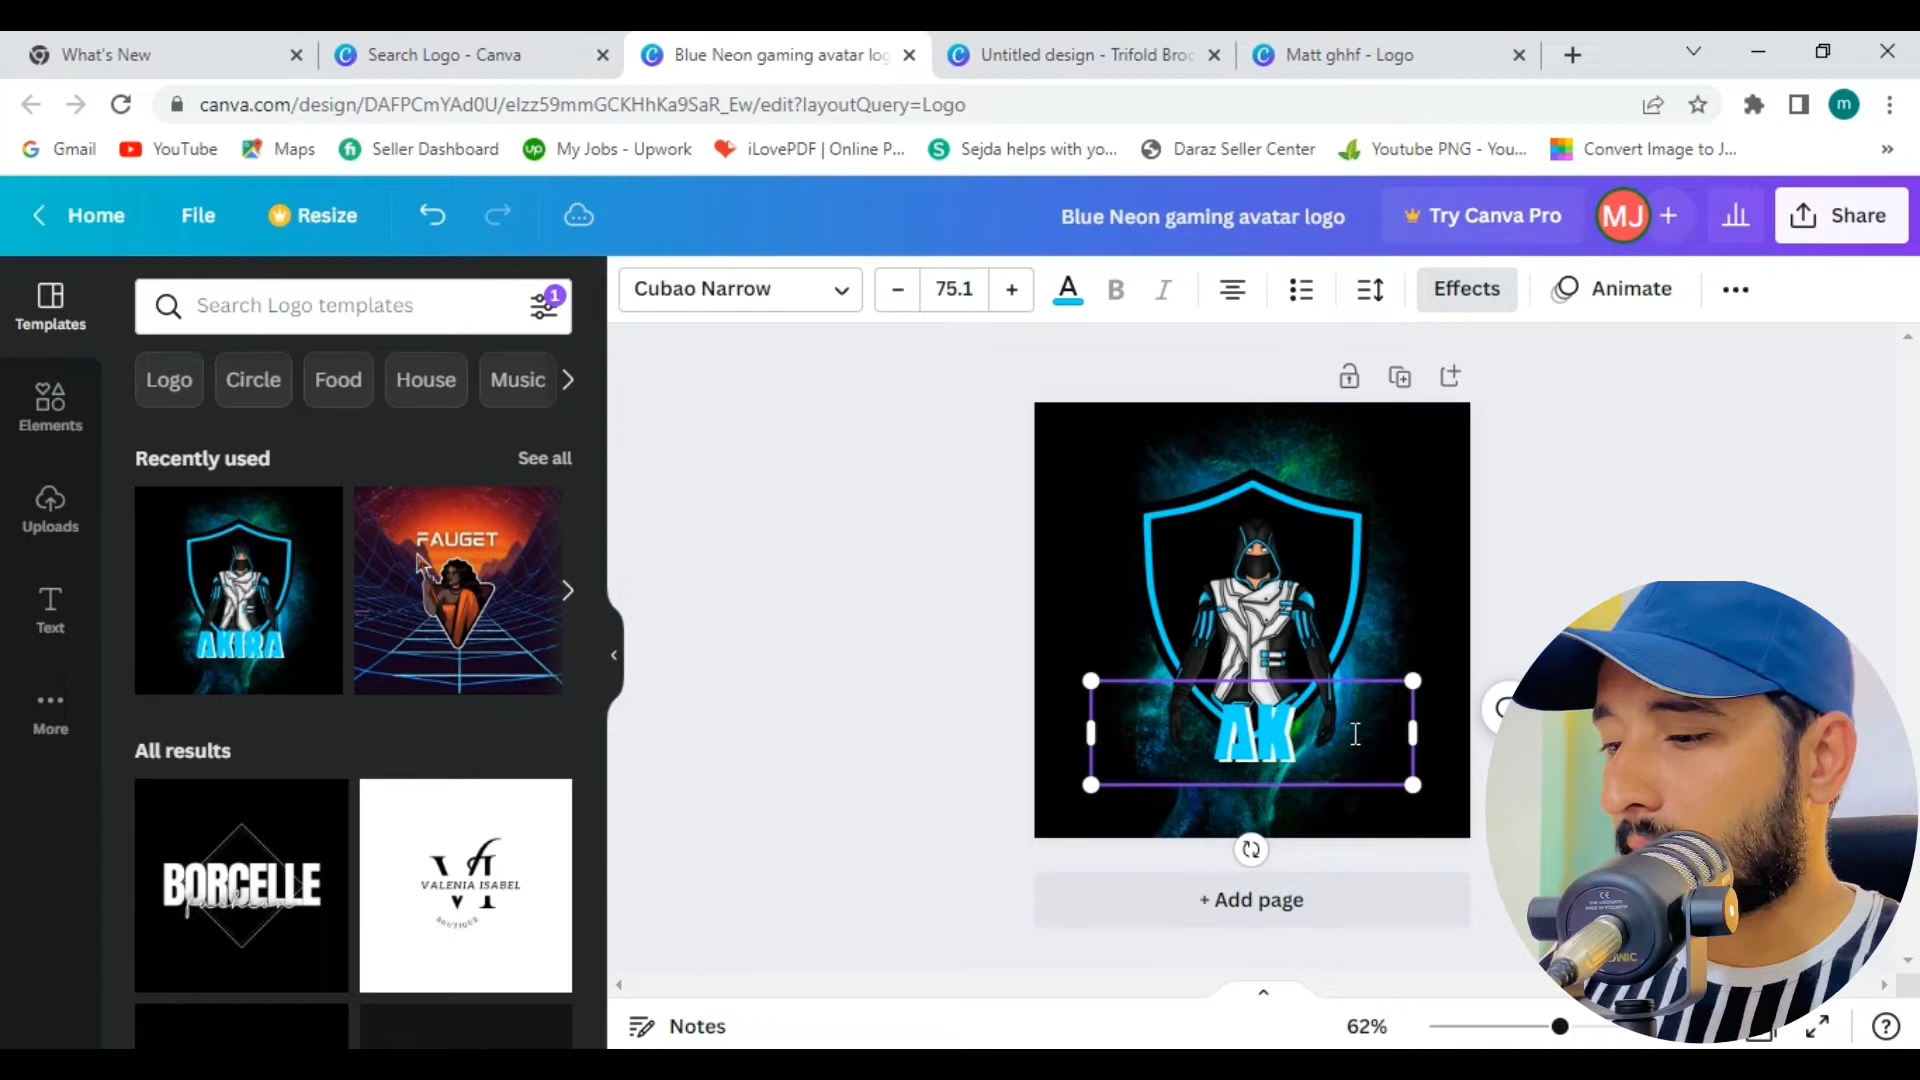 What's New
Search Logo - Canva
Blue Neon gaming avatar log
Untitled design - Trifold Broc
Matt ghhf - Logo
canva.com/design/DAFPCmYAd0U/elzz59mmGCKHhKa9SaR_Ew/edit?layoutQuery=Logo
m
Gmail
YouTube
Maps
Seller Dashboard
My Jobs - Upwork
iLovePDF | Online P...
Sejda helps with yo...
Daraz Seller Center
Youtube PNG - You...
Convert Image to J...
»
Home
File
Resize
Blue Neon gaming avatar logo
Try Canva Pro
MJ
+
Share
Templates
Search Logo templates
1
Cubao Narrow
− 75.1 +
A
B
I
Effects
Animate
Elements
Logo
Circle
Food
House
Music
Uploads
Recently used
See all
AKIRA
FAUGET
Text
More
All results
BORCELLE
fashion
VALENIA ISABEL
BOUTIQUE
AK
+ Add page
Notes
62%
?